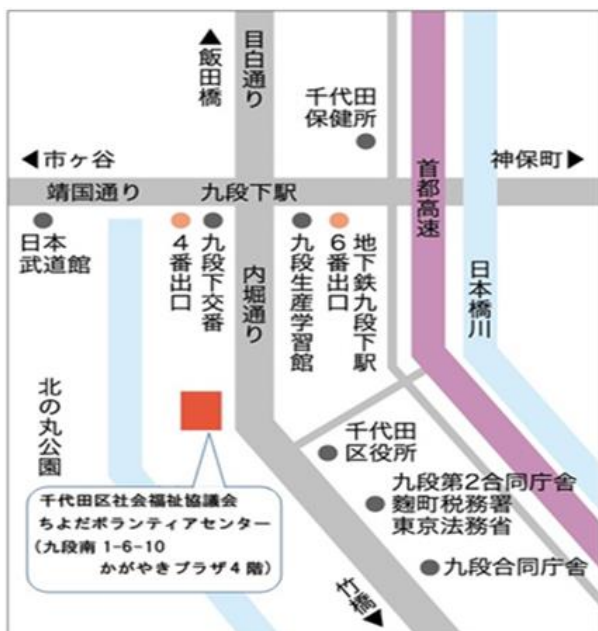 ▲飯田橋
目白通り
千代田
保健所
◀市ヶ谷
神保町▶
靖国通り
九段下駅
首都高速
日本
武道館
4番出口
九段下交番
内堀通り
九段生産学習館
6番出口
地下鉄九段下駅
日本橋川
北の丸公園
千代田
区役所
千代田区社会福祉協議会
ちよだボランティアセンター
(九段南 1-6-10
かがやきプラザ4階)
九段第2合同庁舎
麹町税務署
東京法務省
九段合同庁舎
竹橋▼